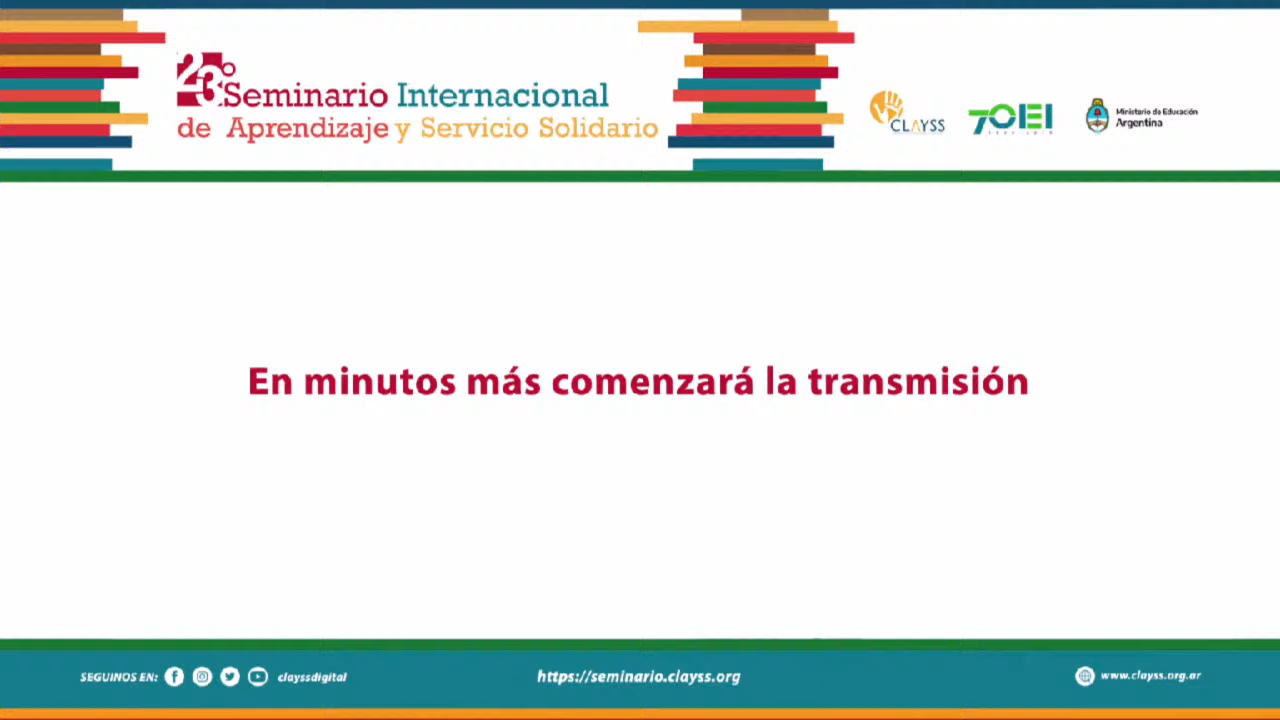 23º Seminario Internacional
de Aprendizaje y Servicio Solidario
CLAYSS
70EI
Ministerio de Educación
Argentina
En minutos más comenzará la transmisión
SEGUINOS EN: clayssdigital
https://seminario.clayss.org
www.clayss.org.ar